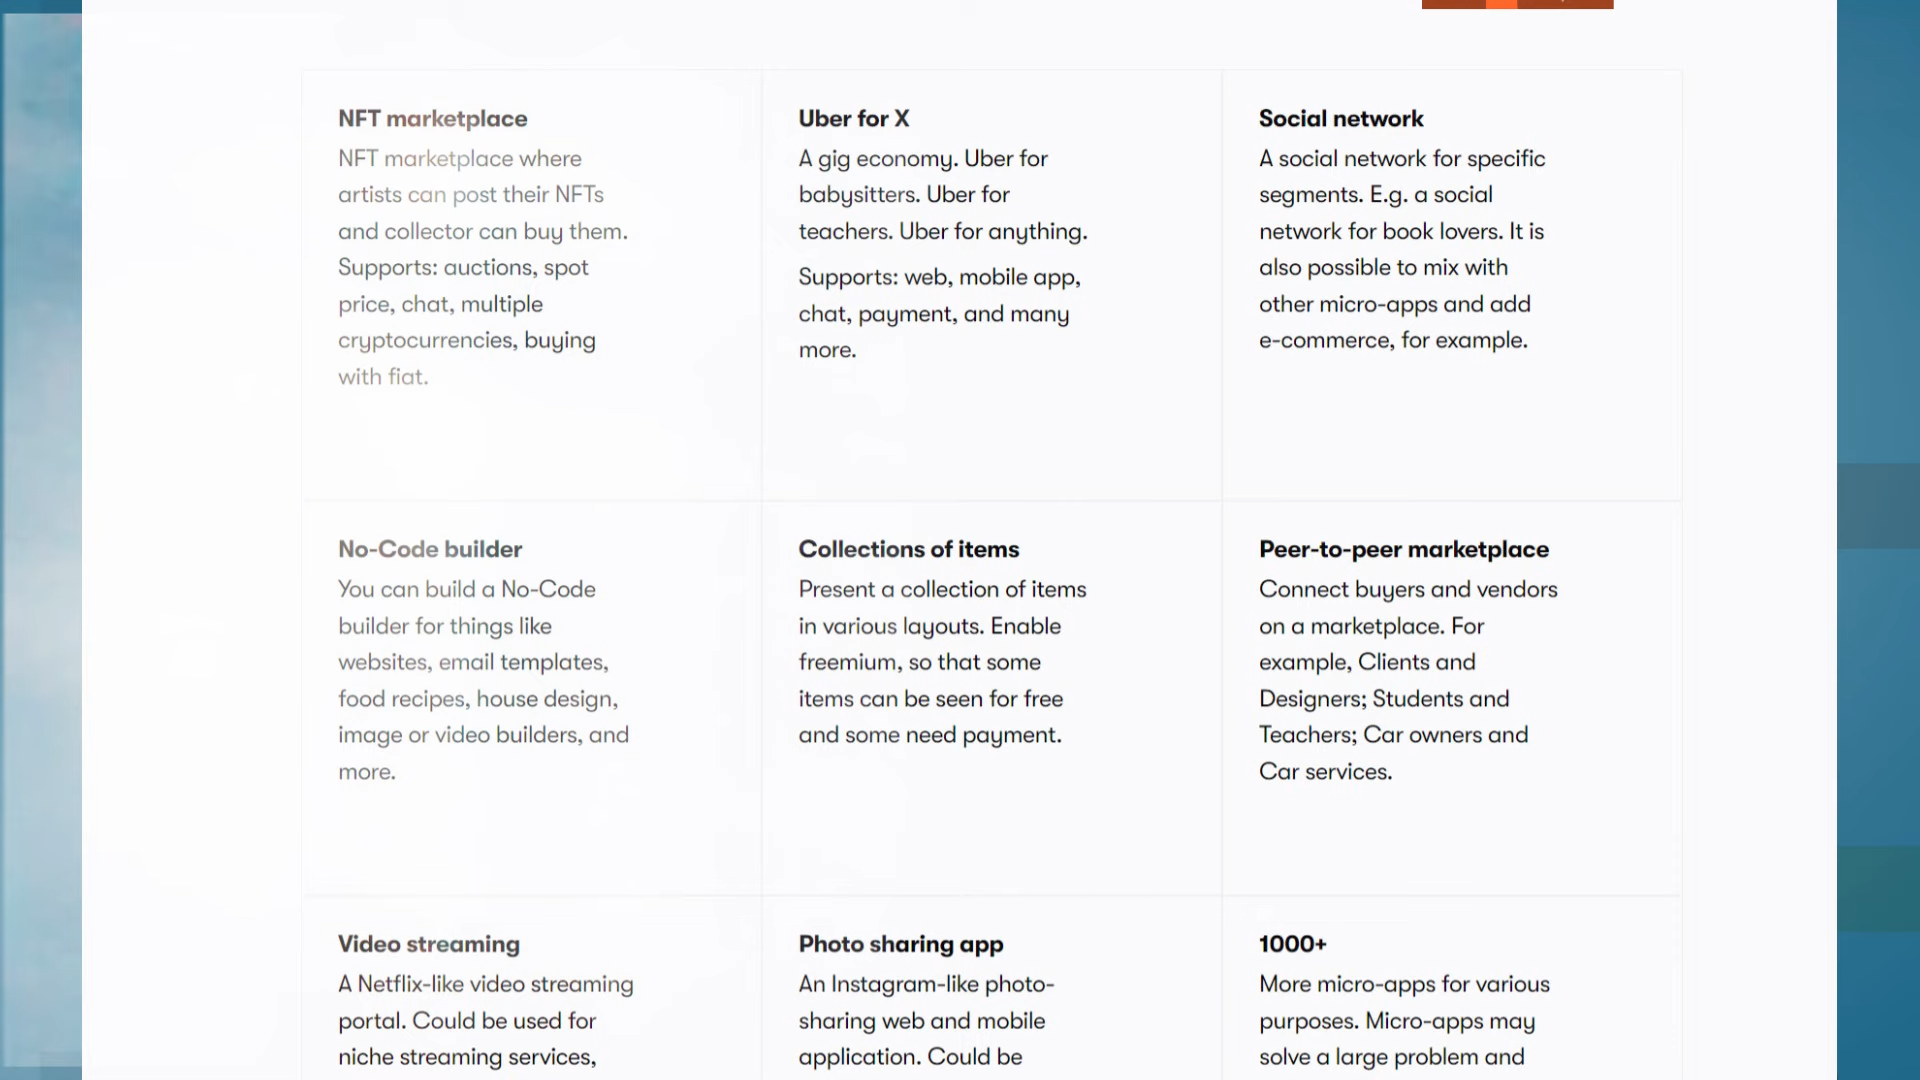 NFT marketplace
NFT marketplace where
artists can post their NFTs
and collector can buy them.
Supports: auctions, spot
price, chat, multiple
cryptocurrencies, buying
with fiat.
Uber for X
A gig economy. Uber for
babysitters. Uber for
teachers. Uber for anything.
Supports: web, mobile app,
chat, payment, and many
more.
Social network
A social network for specific
segments. E.g. a social
network for book lovers. It is
also possible to mix with
other micro-apps and add
e-commerce, for example.
No-Code builder
You can build a No-Code
builder for things like
websites, email templates,
food recipes, house design,
image or video builders, and
more.
Collections of items
Present a collection of items
in various layouts. Enable
freemium, so that some
items can be seen for free
and some need payment.
Peer-to-peer marketplace
Connect buyers and vendors
on a marketplace. For
example, Clients and
Designers; Students and
Teachers; Car owners and
Car services.
Video streaming
A Netflix-like video streaming
portal. Could be used for
niche streaming services,
Photo sharing app
An Instagram-like photo-
sharing web and mobile
application. Could be
1000+
More micro-apps for various
purposes. Micro-apps may
solve a large problem and